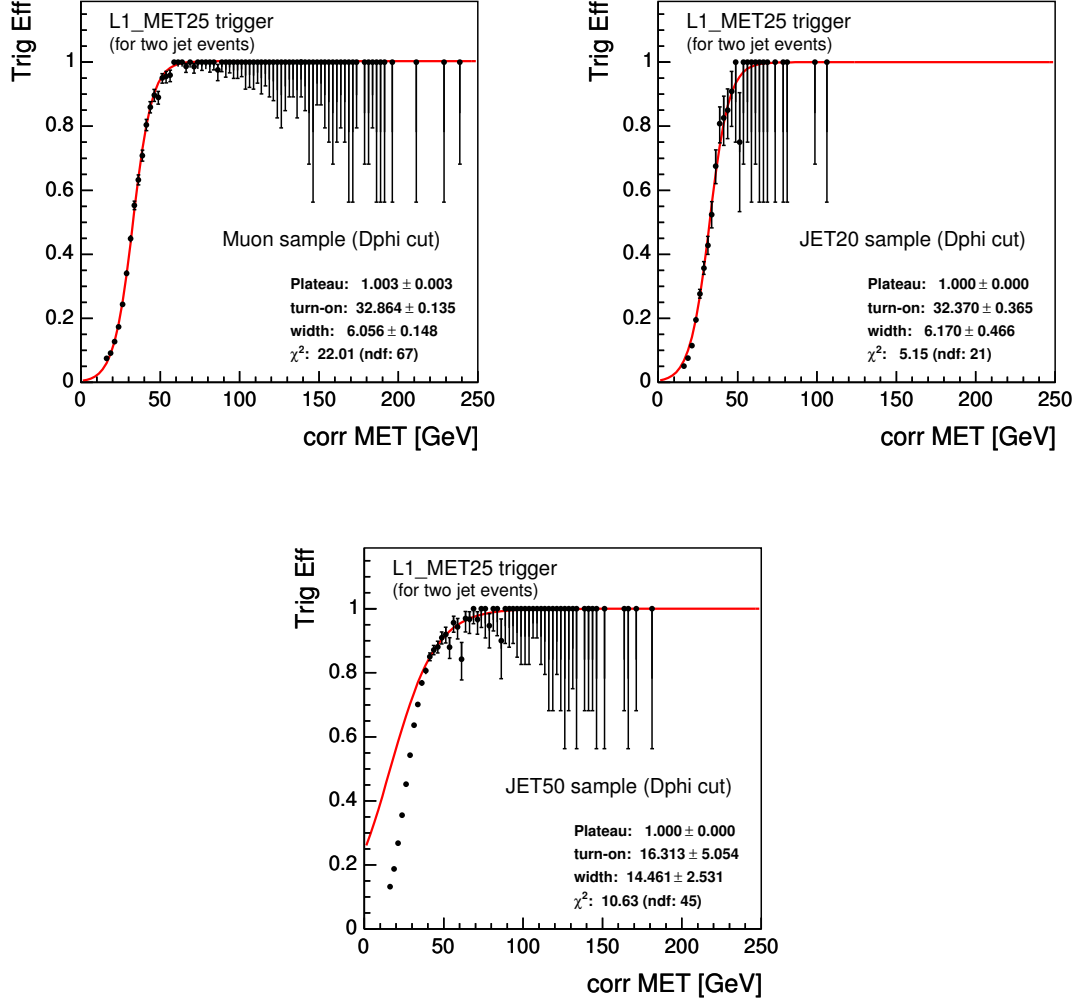 Trig Eff
L1_MET25 trigger
(for two jet events)
1
0.8
0.6
0.4
0.2
0
Muon sample (Dphi cut)
Plateau: 1.003 ± 0.003
turn-on: 32.864 ± 0.135
width: 6.056 ± 0.148
χ²: 22.01 (ndf: 67)
0 50 100 150 200 250
corr MET [GeV]
Trig Eff
L1_MET25 trigger
(for two jet events)
1
0.8
0.6
0.4
0.2
0
JET20 sample (Dphi cut)
Plateau: 1.000 ± 0.000
turn-on: 32.370 ± 0.365
width: 6.170 ± 0.466
χ²: 5.15 (ndf: 21)
0 50 100 150 200 250
corr MET [GeV]
Trig Eff
L1_MET25 trigger
(for two jet events)
1
0.8
0.6
0.4
0.2
0
JET50 sample (Dphi cut)
Plateau: 1.000 ± 0.000
turn-on: 16.313 ± 5.054
width: 14.461 ± 2.531
χ²: 10.63 (ndf: 45)
0 50 100 150 200 250
corr MET [GeV]